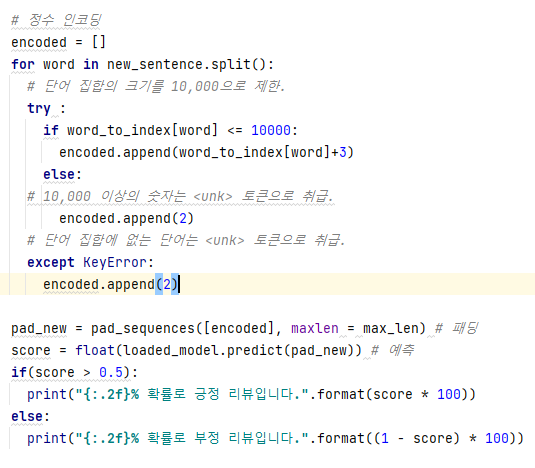 # 정수 인코딩
encoded = []
for word in new_sentence.split():
  # 단어 집합의 크기를 10,000으로 제한.
  try :
    if word_to_index[word] <= 10000:
      encoded.append(word_to_index[word]+3)
    else:
  # 10,000 이상의 숫자는 <unk> 토큰으로 취급.
      encoded.append(2)
  # 단어 집합에 없는 단어는 <unk> 토큰으로 취급.
  except KeyError:
    encoded.append(2)
pad_new = pad_sequences([encoded], maxlen = max_len) # 패딩
score = float(loaded_model.predict(pad_new)) # 예측
if(score > 0.5):
  print("{:.2f}% 확률로 긍정 리뷰입니다.".format(score * 100))
else:
  print("{:.2f}% 확률로 부정 리뷰입니다.".format((1 - score) * 100))